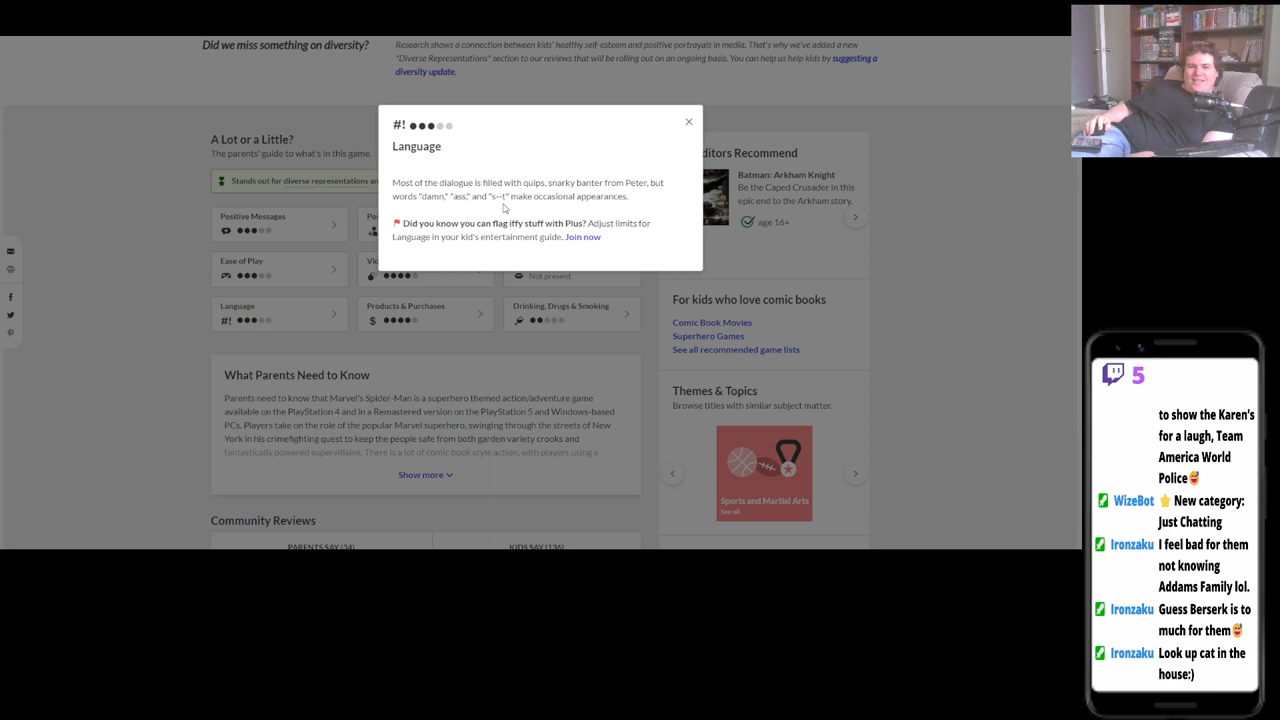 Did we miss something on diversity?
Research shows a connection between kids' healthy self-esteem and positive portrayals in media. That's why we've added a new
"Diverse Representations" section to our reviews that will be rolling out on an ongoing basis. You can help us help kids by suggesting a
diversity update.
A Lot or a Little?
The parents' guide to what's in this game.
Stands out for diverse representations an
Positive Messages
Pos
Ease of Play
Vio
Not present
Language
#!
Products & Purchases
$
Drinking, Drugs & Smoking
#!
Language
Most of the dialogue is filled with quips, snarky banter from Peter, but
words "damn," "ass," and "s--t" make occasional appearances.
Did you know you can flag iffy stuff with Plus? Adjust limits for
Language in your kid's entertainment guide. Join now
What Parents Need to Know
Parents need to know that Marvel's Spider-Man is a superhero themed action/adventure game
available on the PlayStation 4 and in a Remastered version on the PlayStation 5 and Windows-based
PCs. Players take on the role of the popular Marvel superhero, swinging through the streets of New
York in his crimefighting quest to keep the people safe from both garden variety crooks and
fantastically powered supervillains. There is a lot of comic book style action, with players using a
Show more
Community Reviews
PARENTS SAY (34)
KIDS SAY (136)
ditors Recommend
Batman: Arkham Knight
Be the Caped Crusader in this
epic end to the Arkham story.
age 16+
For kids who love comic books
Comic Book Movies
Superhero Games
See all recommended game lists
Themes & Topics
Browse titles with similar subject matter.
Sports and Martial Arts
See all
5
to show the Karen's
for a laugh, Team
America World
Police😅
WizeBot ⭐ New category:
Just Chatting
Ironzaku I feel bad for them
not knowing
Addams Family lol.
Ironzaku Guess Berserk is to
much for them😅
Ironzaku Look up cat in the
house:)